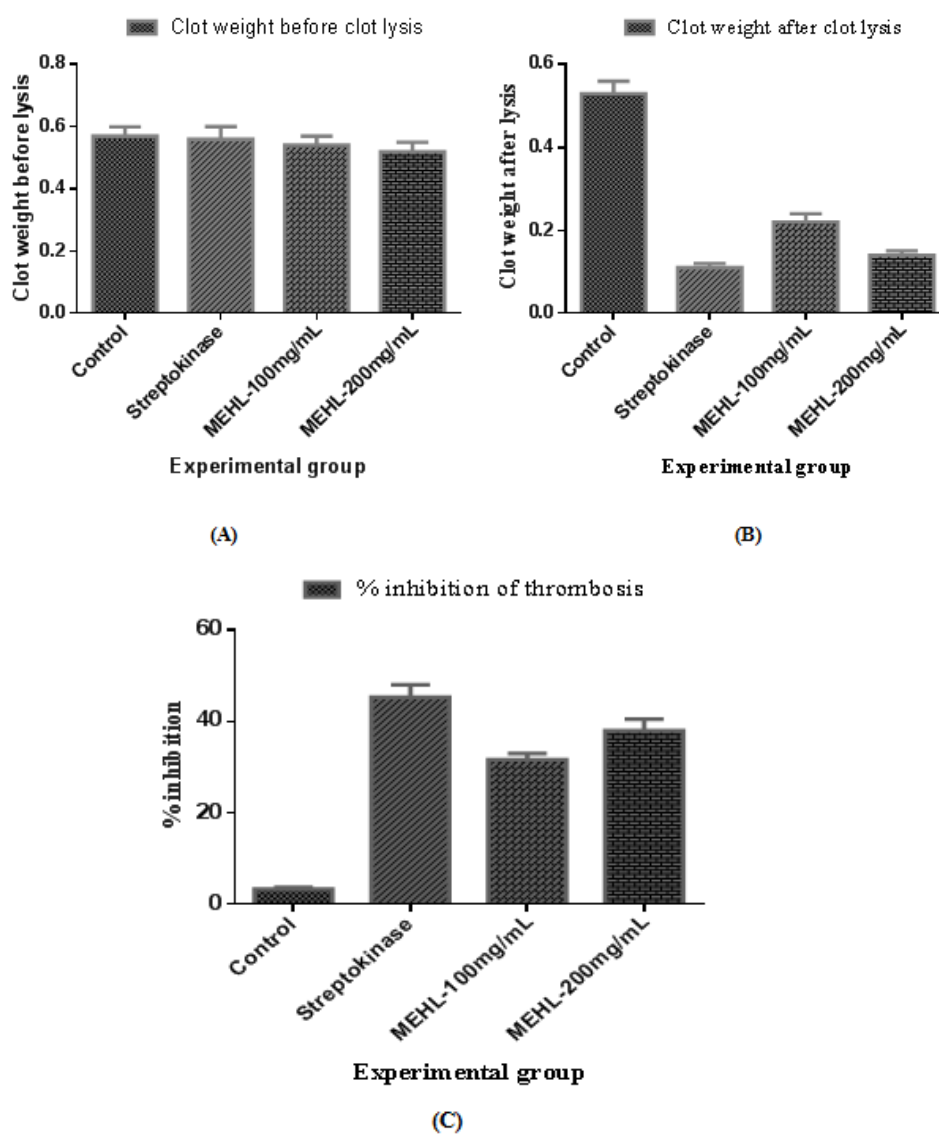 Clot weight before clot lysis
Clot weight before lysis
0.8
0.6
0.4
0.2
0.0
Control
Streptokinase
MEHL-100mg/mL
MEHL-200mg/mL
Experimental group
(A)
Clot weight after clot lysis
Clot weight after lysis
0.6
0.4
0.2
0.0
Control
Streptokinase
MEHL-100mg/mL
MEHL-200mg/mL
Experimental group
(B)
% inhibition of thrombosis
% inhibition
60
40
20
0
Control
Streptokinase
MEHL-100mg/mL
MEHL-200mg/mL
Experimental group
(C)